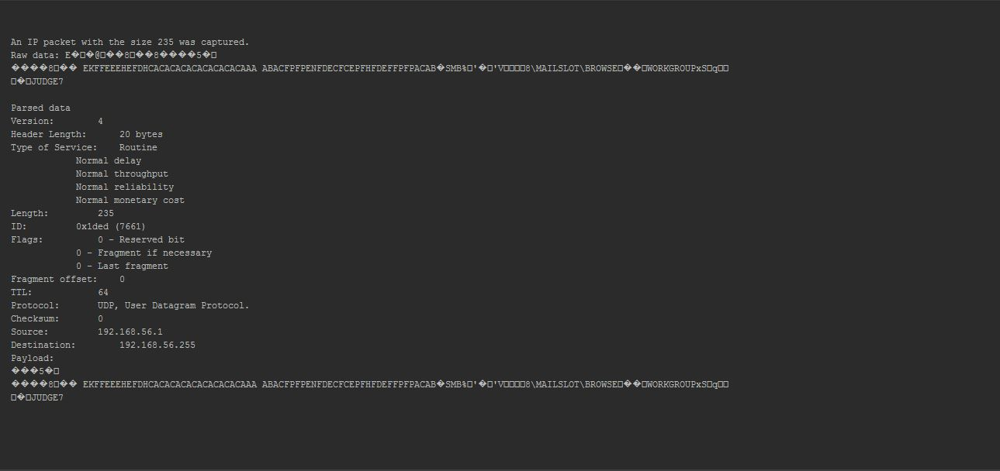 An IP packet with the size 235 was captured.
Raw data: E�□�@□��8□��8����5�□
����8□�� EKFFEEEHEFDHCACACACACACACACACAAA ABACFPFPENFDECFCEPFHFDEFFPFPACAB�SMB%□'�□'V□□□□8\MAILSLOT\BROWSE□��□WORKGROUPxS□q□□
□�□JUDGE7
Parsed data
Version: 4
Header Length: 20 bytes
Type of Service: Routine
Normal delay
Normal throughput
Normal reliability
Normal monetary cost
Length: 235
ID: 0x1ded (7661)
Flags: 0 - Reserved bit
0 - Fragment if necessary
0 - Last fragment
Fragment offset: 0
TTL: 64
Protocol: UDP, User Datagram Protocol.
Checksum: 0
Source: 192.168.56.1
Destination: 192.168.56.255
Payload:
���5�□
����8□�� EKFFEEEHEFDHCACACACACACACACACAAA ABACFPFPENFDECFCEPFHFDEFFPFPACAB�SMB%□'�□'V□□□□8\MAILSLOT\BROWSE□��□WORKGROUPxS□q□□
□�□JUDGE7